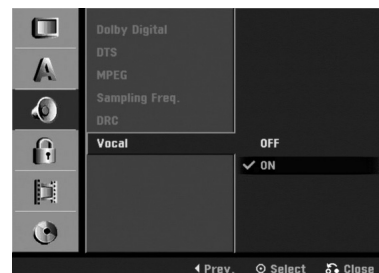 Dolby Digital
DTS
MPEG
Sampling Freq.
DRC
Vocal
OFF
ON
Prev.
Select
Close